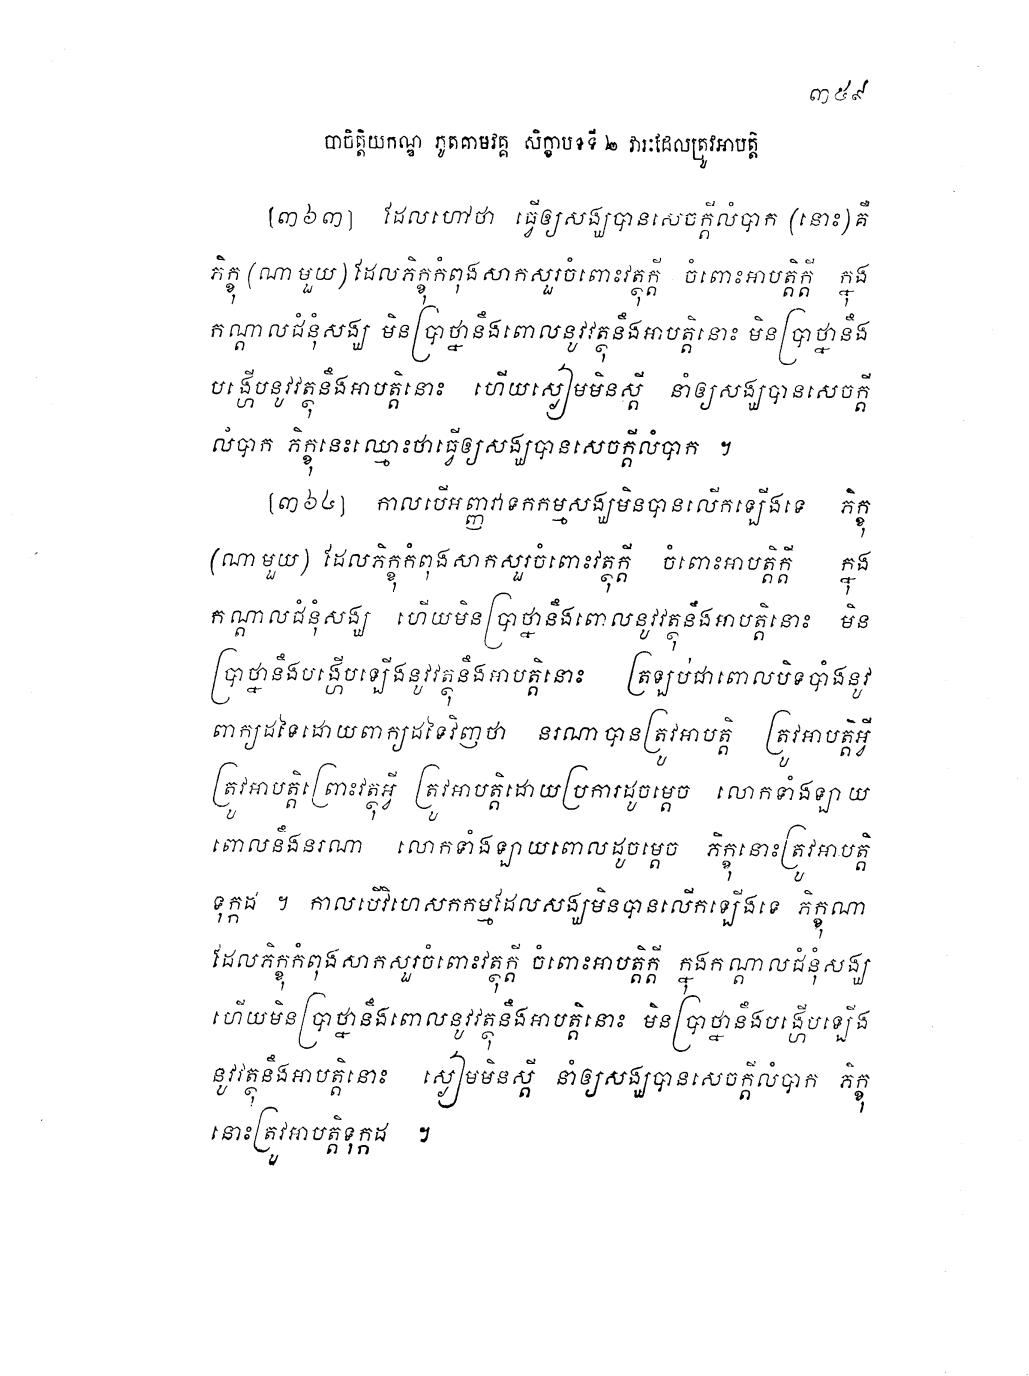 ៣៥៩
បាចិត្តិយកណ្ឌ ភូតគាមវគ្គ សិក្ខាបទទី ២ វារៈដែលត្រូវអាបត្តិ
[៣៦៣] ដែលហៅថា ធ្វើឲ្យសង្ឃបានសេចក្តីលំបាក (នោះ) គឺ
ភិក្ខុ (ណាមួយ) ដែលភិក្ខុកំពុងសាកសួរចំពោះវត្ថុក្តី ចំពោះអាបត្តិក្តី ក្នុង
កណ្តាលជំនុំសង្ឃ មិនប្រាថ្នានឹងពោលនូវវត្ថុនឹងអាបត្តិនោះ មិនប្រាថ្នានឹង
បង្ហើបនូវវត្ថុនឹងអាបត្តិនោះ ហើយស្ងៀមមិនស្តី នាំឲ្យសង្ឃបានសេចក្តី
លំបាក ភិក្ខុនេះឈ្មោះថាធ្វើឲ្យសង្ឃបានសេចក្តីលំបាក ។
[៣៦៤] កាលបើអញ្ញវាទកកម្មសង្ឃមិនបានលើកឡើងទេ ភិក្ខុ
(ណាមួយ) ដែលភិក្ខុកំពុងសាកសួរចំពោះវត្ថុក្តី ចំពោះអាបត្តិក្តី ក្នុង
កណ្តាលជំនុំសង្ឃ ហើយមិនប្រាថ្នានឹងពោលនូវវត្ថុនឹងអាបត្តិនោះ មិន
ប្រាថ្នានឹងបង្ហើបឡើងនូវវត្ថុនឹងអាបត្តិនោះ ត្រឡប់ជាពោលបិទបាំងនូវ
ពាក្យដទៃដោយពាក្យដទៃវិញថា នរណាបានត្រូវអាបត្តិ ត្រូវអាបត្តិអ្វី
ត្រូវអាបត្តិព្រោះវត្ថុអ្វី ត្រូវអាបត្តិដោយប្រការដូចម្តេច លោកទាំងឡាយ
ពោលនឹងនរណា លោកទាំងឡាយពោលដូចម្តេច ភិក្ខុនោះត្រូវអាបត្តិ
ទុក្កដ ។ កាលបើវិហេសកកម្មដែលសង្ឃមិនបានលើកឡើងទេ ភិក្ខុណា
ដែលភិក្ខុកំពុងសាកសួរចំពោះវត្ថុក្តី ចំពោះអាបត្តិក្តី ក្នុងកណ្តាលជំនុំសង្ឃ
ហើយមិនប្រាថ្នានឹងពោលនូវវត្ថុនឹងអាបត្តិនោះ មិនប្រាថ្នានឹងបង្ហើបឡើង
នូវវត្ថុនឹងអាបត្តិនោះ ស្ងៀមមិនស្តី នាំឲ្យសង្ឃបានសេចក្តីលំបាក ភិក្ខុ
នោះត្រូវអាបត្តិទុក្កដ ។